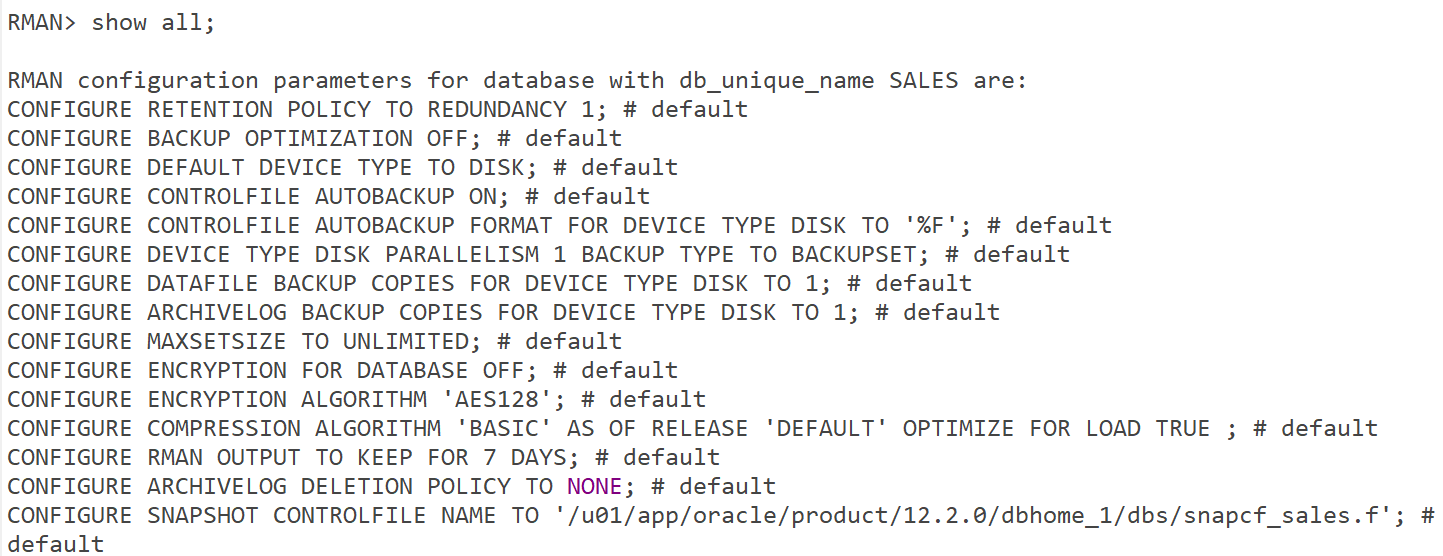 RMAN> show all;
RMAN configuration parameters for database with db_unique_name SALES are:
CONFIGURE RETENTION POLICY TO REDUNDANCY 1; # default
CONFIGURE BACKUP OPTIMIZATION OFF; # default
CONFIGURE DEFAULT DEVICE TYPE TO DISK; # default
CONFIGURE CONTROLFILE AUTOBACKUP ON; # default
CONFIGURE CONTROLFILE AUTOBACKUP FORMAT FOR DEVICE TYPE DISK TO '%F'; # default
CONFIGURE DEVICE TYPE DISK PARALLELISM 1 BACKUP TYPE TO BACKUPSET; # default
CONFIGURE DATAFILE BACKUP COPIES FOR DEVICE TYPE DISK TO 1; # default
CONFIGURE ARCHIVELOG BACKUP COPIES FOR DEVICE TYPE DISK TO 1; # default
CONFIGURE MAXSETSIZE TO UNLIMITED; # default
CONFIGURE ENCRYPTION FOR DATABASE OFF; # default
CONFIGURE ENCRYPTION ALGORITHM 'AES128'; # default
CONFIGURE COMPRESSION ALGORITHM 'BASIC' AS OF RELEASE 'DEFAULT' OPTIMIZE FOR LOAD TRUE ; # default
CONFIGURE RMAN OUTPUT TO KEEP FOR 7 DAYS; # default
CONFIGURE ARCHIVELOG DELETION POLICY TO NONE; # default
CONFIGURE SNAPSHOT CONTROLFILE NAME TO '/u01/app/oracle/product/12.2.0/dbhome_1/dbs/snapcf_sales.f'; #
default